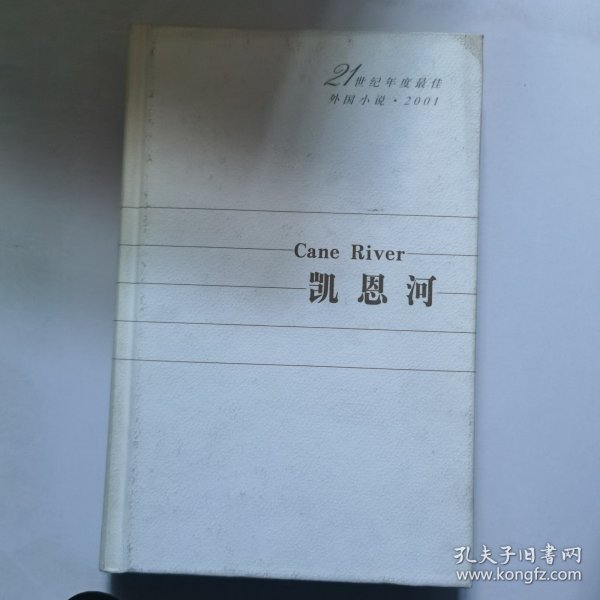 21世纪年度最佳
外国小说·2001
Cane River
凯恩河
孔夫子旧書网
www.kongfz.com